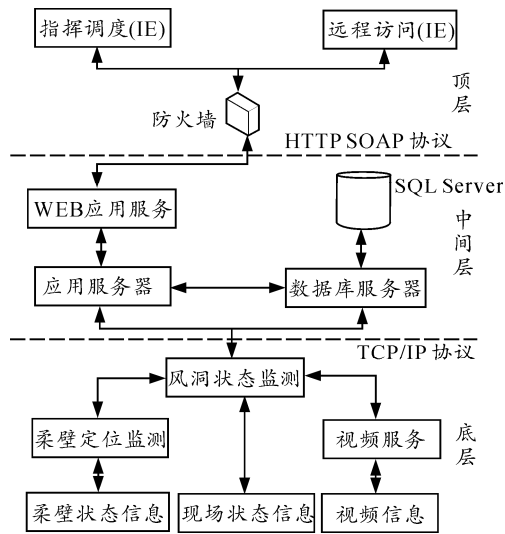 指挥调度(IE)
远程访问(IE)
防火墙
顶层
HTTP SOAP 协议
WEB应用服务
SQL Server
中间层
应用服务器
数据库服务器
TCP/IP 协议
风洞状态监测
柔壁定位监测
视频服务
底层
柔壁状态信息
现场状态信息
视频信息